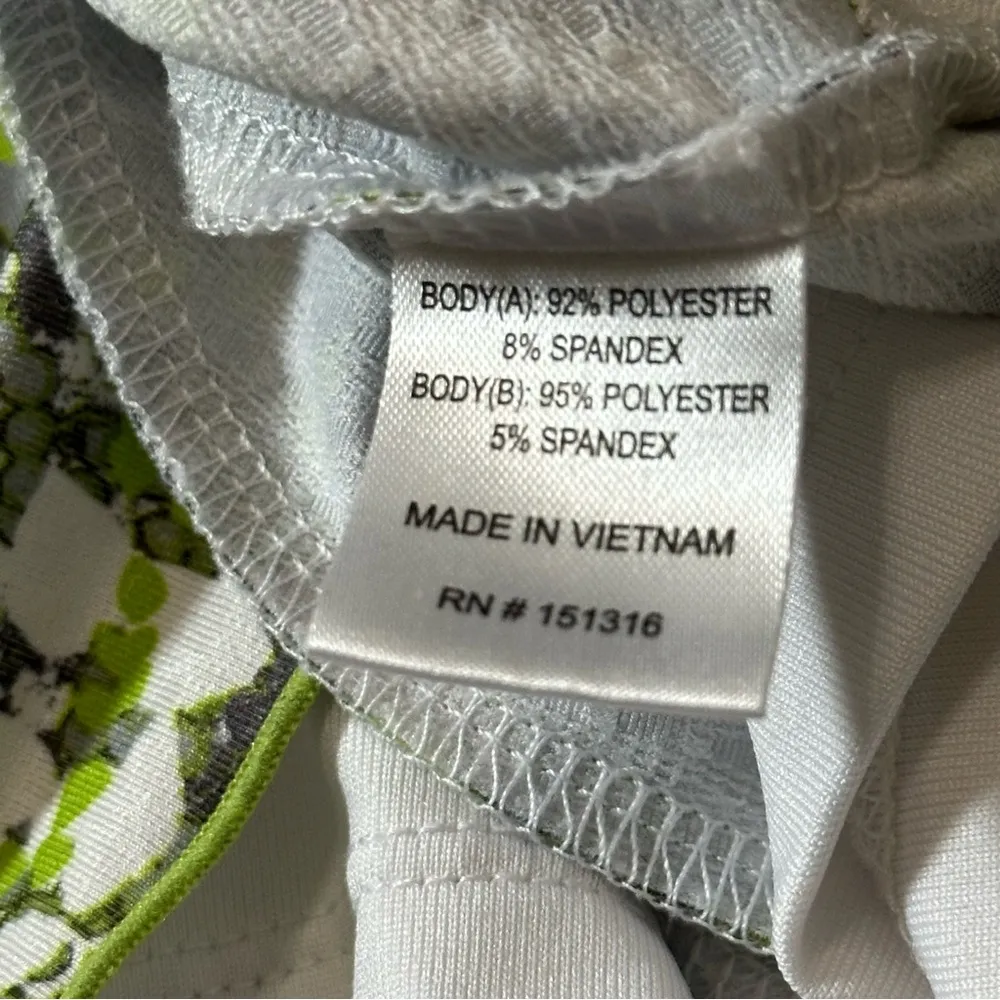 BODY(A): 92% POLYESTER
8% SPANDEX
BODY(B): 95% POLYESTER
5% SPANDEX
MADE IN VIETNAM
RN # 151316